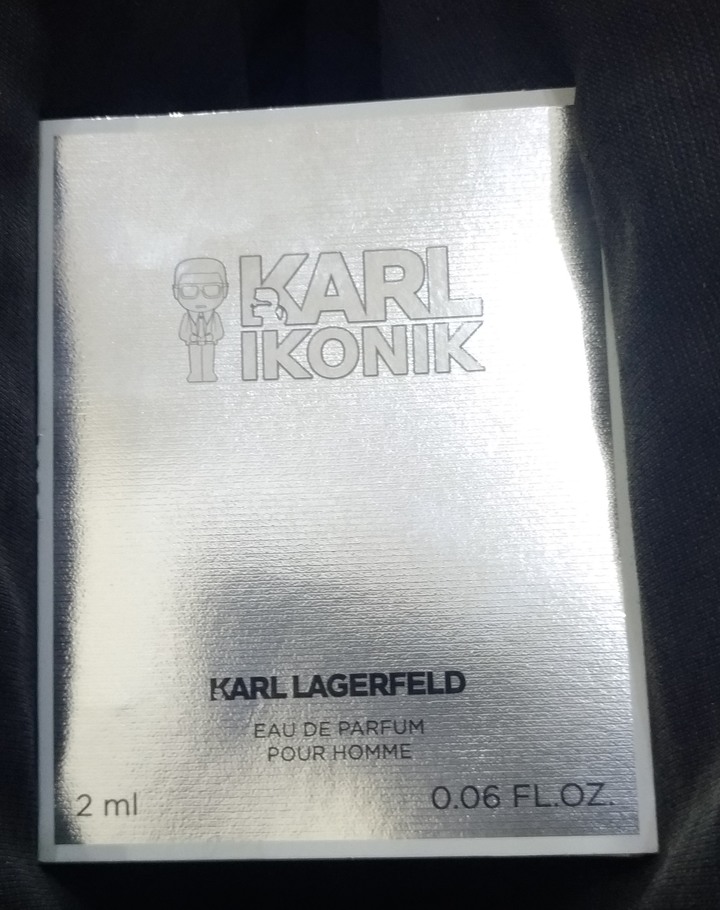 KARL
IKONIK
KARL LAGERFELD
EAU DE PARFUM
POUR HOMME
2 ml 0.06 FL.OZ.